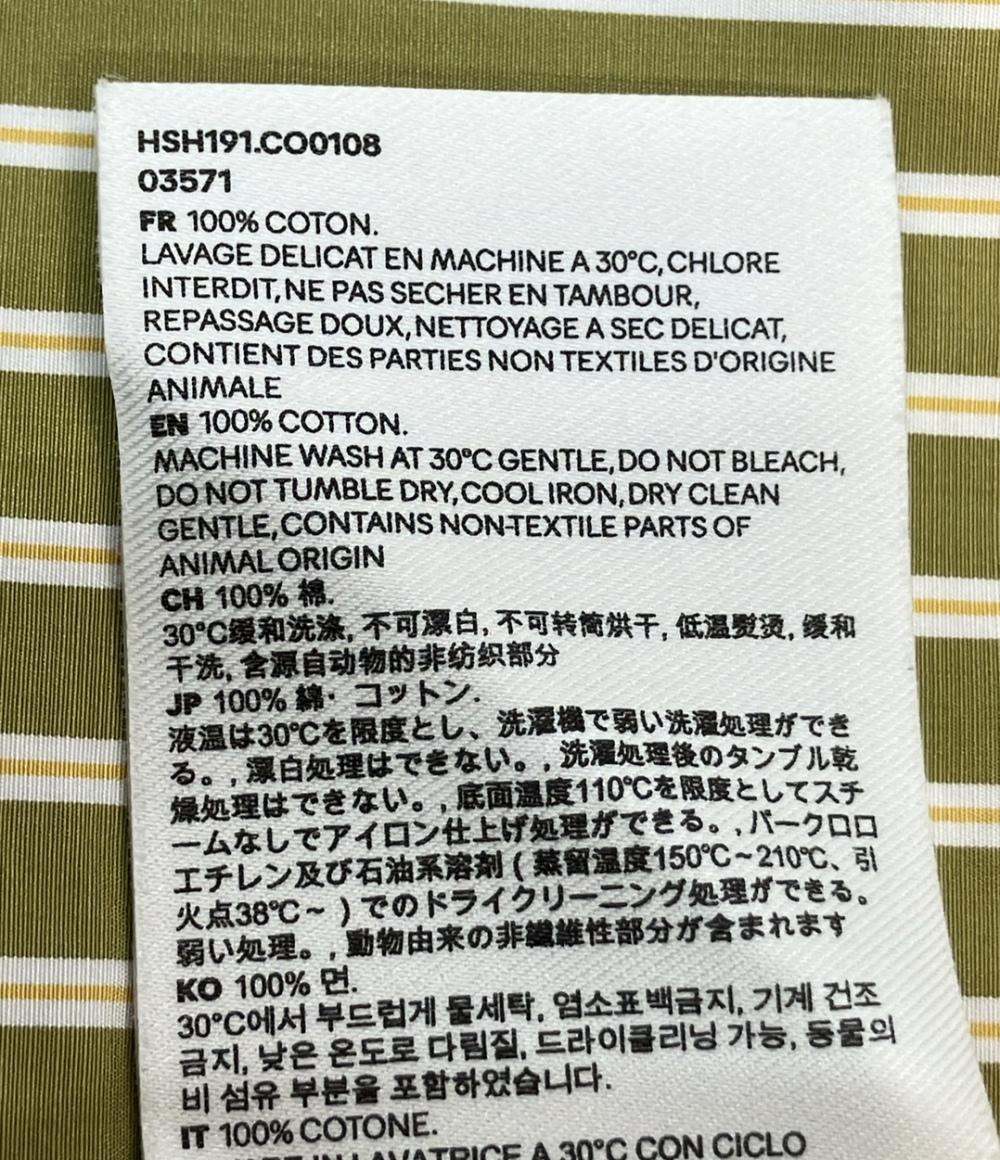 HSH191.CO0108
03571
FR 100% COTON.
LAVAGE DELICAT EN MACHINE A 30°C, CHLORE
INTERDIT, NE PAS SECHER EN TAMBOUR,
REPASSAGE DOUX, NETTOYAGE A SEC DELICAT,
CONTIENT DES PARTIES NON TEXTILES D'ORIGINE
ANIMALE
EN 100% COTTON.
MACHINE WASH AT 30°C GENTLE, DO NOT BLEACH,
DO NOT TUMBLE DRY, COOL IRON, DRY CLEAN
GENTLE, CONTAINS NON-TEXTILE PARTS OF
ANIMAL ORIGIN
CH 100% 棉.
30°C缓和洗涤, 不可漂白, 不可转筒烘干, 低温熨烫, 缓和
干洗, 含源自动物的非纺织部分
JP 100% 綿· コットン.
液温は30℃を限度とし、洗濯機で弱い洗濯処理ができ
る。, 漂白処理はできない。, 洗濯処理後のタンブル乾
燥処理はできない。, 底面温度110℃を限度としてスチ
ームなしでアイロン仕上げ処理ができる。, パークロロ
エチレン及び石油系溶剤 ( 蒸留温度150℃~210℃、引
火点38℃~ ) でのドライクリーニング処理ができる。
弱い処理。, 動物由来の非繊維性部分が含まれます
KO 100% 면.
30°C에서 부드럽게 물세탁, 염소표백금지, 기계 건조
금지, 낮은 온도로 다림질, 드라이클리닝 가능, 동물의
비 섬유 부분을 포함하였습니다.
IT 100% COTONE.
IN LAVATRICE A 30°C CON CICLO